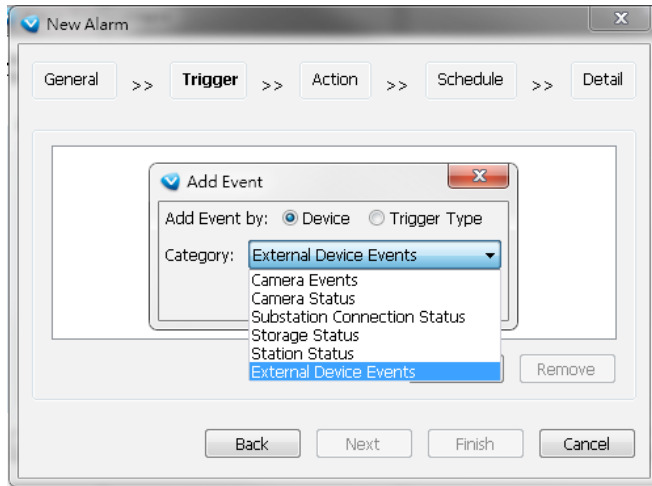 New Alarm
General >> Trigger >> Action >> Schedule >> Detail
Add Event
Add Event by: Device Trigger Type
Category: External Device Events
Camera Events
Camera Status
Substation Connection Status
Storage Status
Station Status
External Device Events
Remove
Back Next Finish Cancel